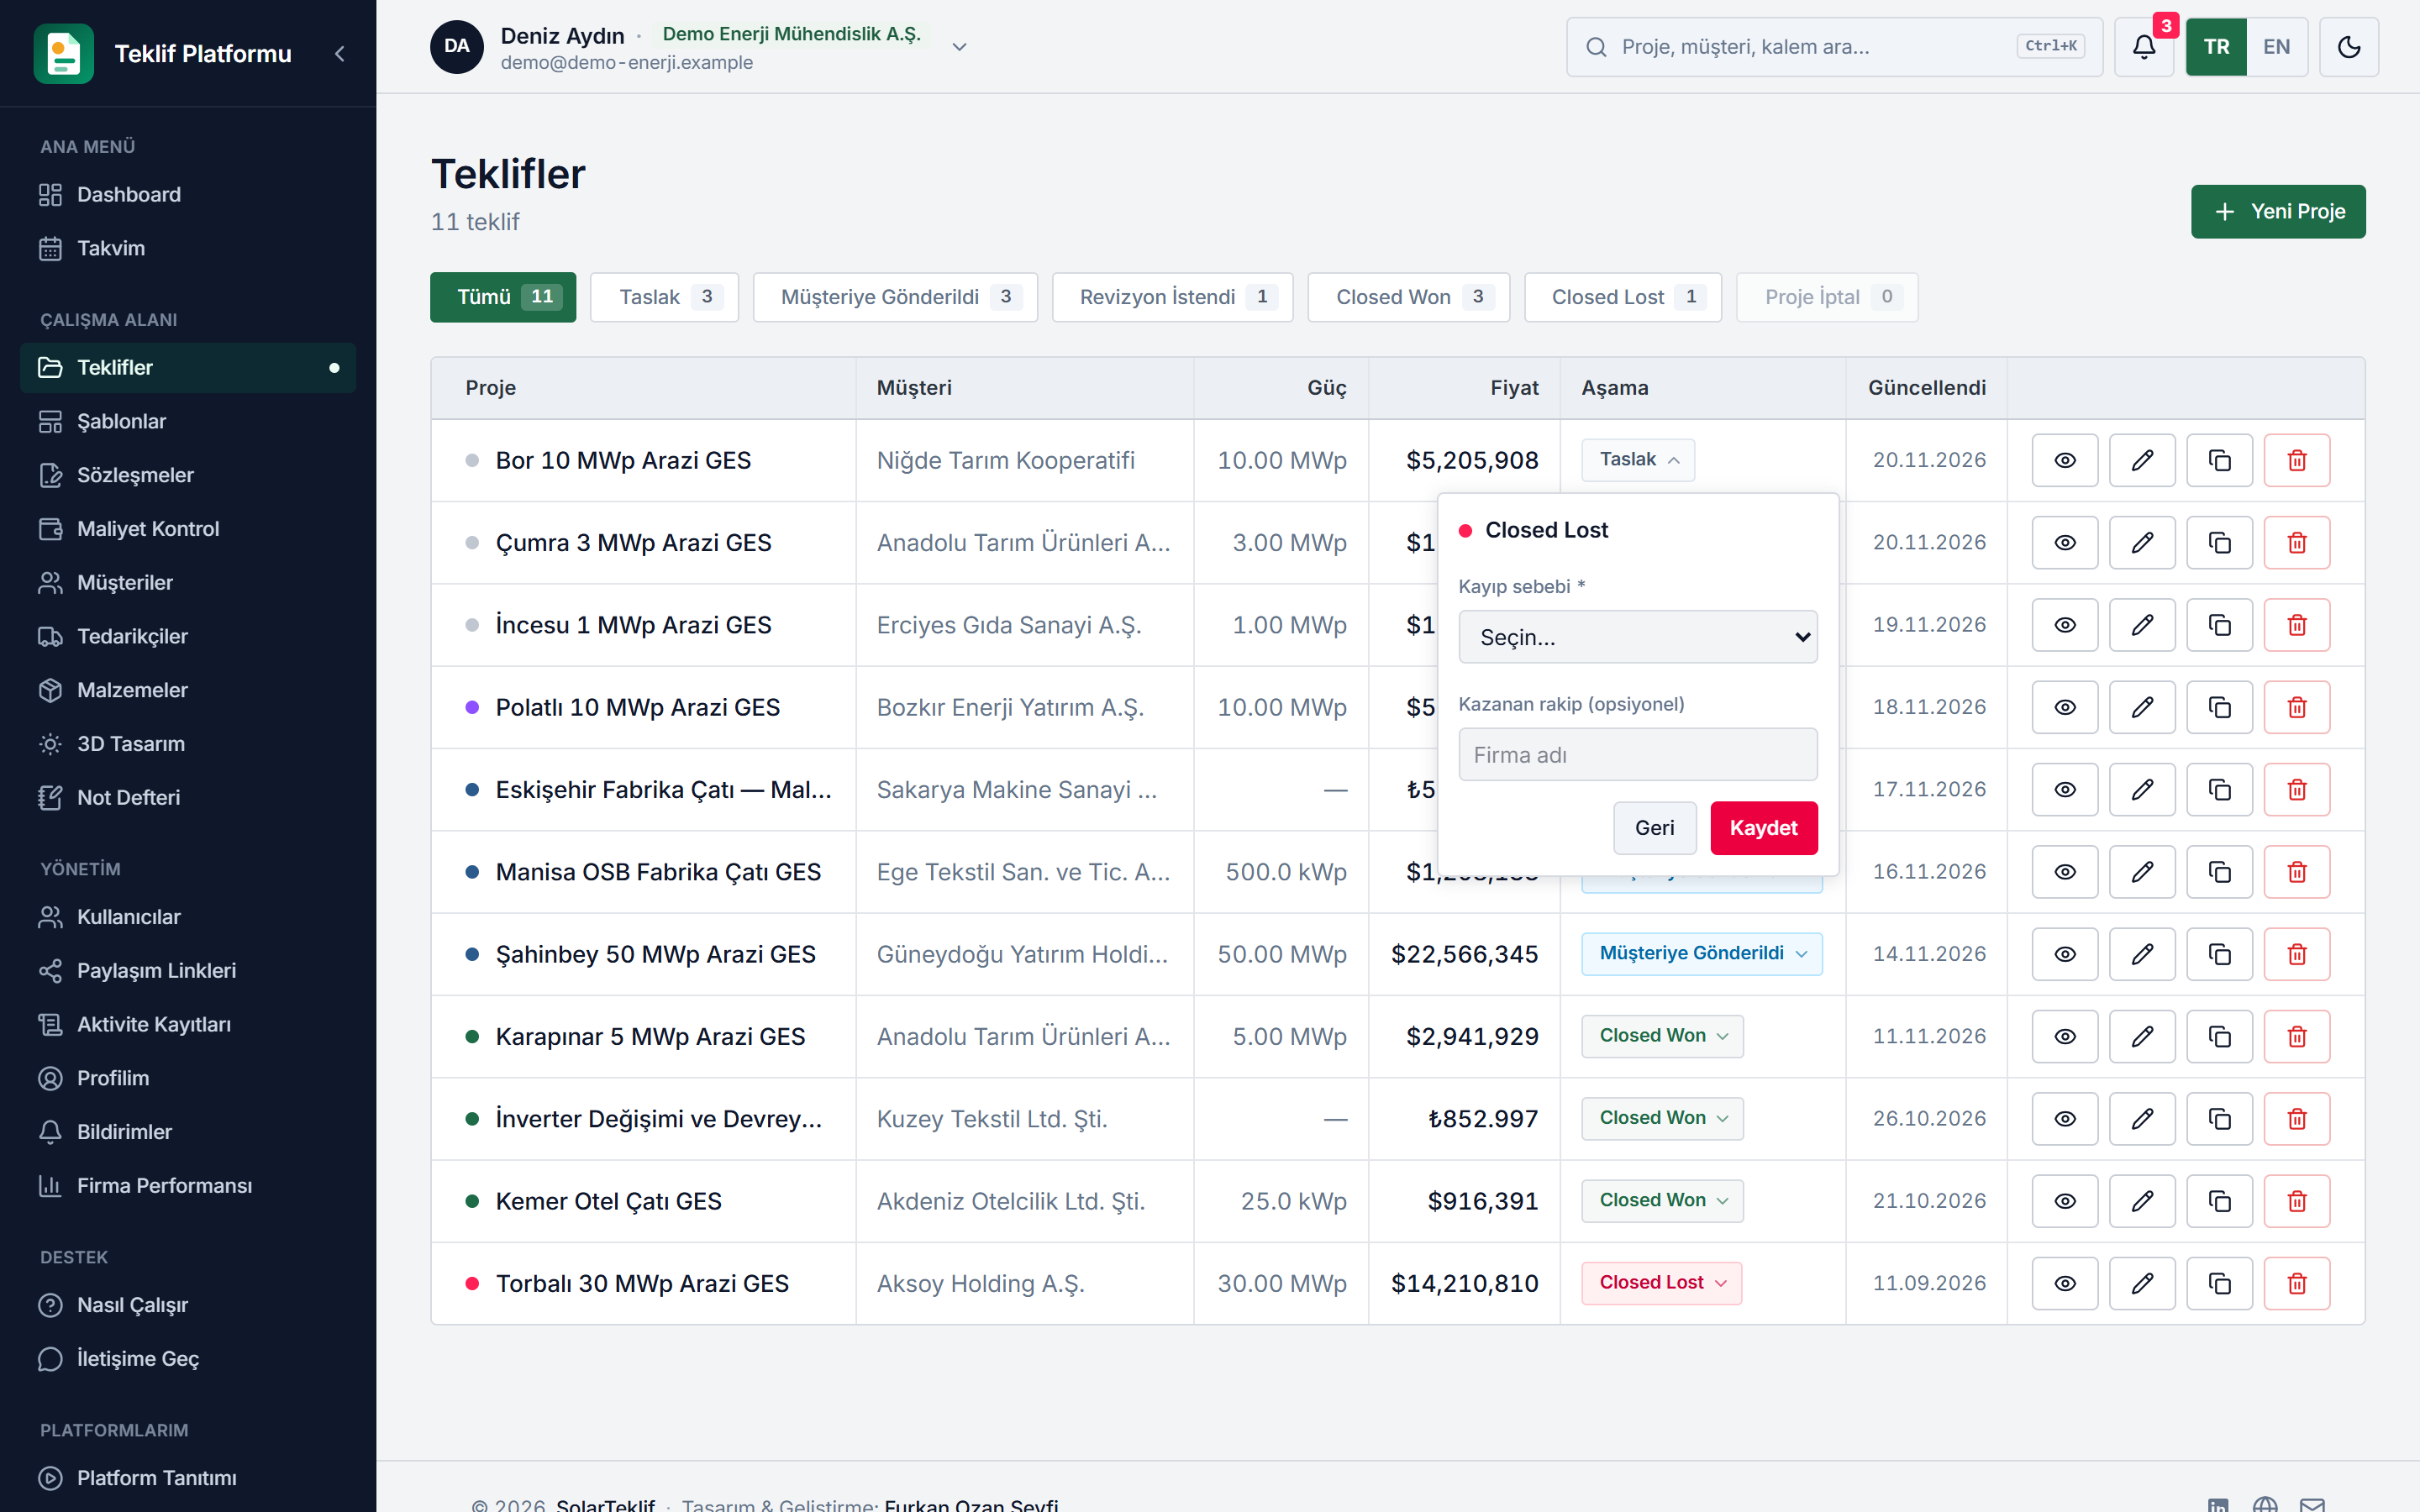 Teklif Platformu
ANA MENÜ
Dashboard
Takvim
ÇALIŞMA ALANI
Teklifler
Şablonlar
Sözleşmeler
Maliyet Kontrol
Müşteriler
Tedarikçiler
Malzemeler
3D Tasarım
Not Defteri
YÖNETİM
Kullanıcılar
Paylaşım Linkleri
Aktivite Kayıtları
Profilim
Bildirimler
Firma Performansı
DESTEK
Nasıl Çalışır
İletişime Geç
PLATFORMLARIM
Platform Tanıtımı
DA Deniz Aydın · Demo Enerji Mühendislik A.Ş.
demo@demo-enerji.example
Proje, müşteri, kalem ara... Ctrl+K 3 TR EN
Teklifler
11 teklif
Yeni Proje
Tümü 11 Taslak 3 Müşteriye Gönderildi 3 Revizyon İstendi 1 Closed Won 3 Closed Lost 1 Proje İptal 0
Proje Müşteri Güç Fiyat Aşama Güncellendi
Bor 10 MWp Arazi GES Niğde Tarım Kooperatifi 10.00 MWp $5,205,908 Taslak 20.11.2026
Çumra 3 MWp Arazi GES Anadolu Tarım Ürünleri A... 3.00 MWp $1 20.11.2026
İncesu 1 MWp Arazi GES Erciyes Gıda Sanayi A.Ş. 1.00 MWp $1 19.11.2026
Polatlı 10 MWp Arazi GES Bozkır Enerji Yatırım A.Ş. 10.00 MWp $5 18.11.2026
Eskişehir Fabrika Çatı — Mal... Sakarya Makine Sanayi ... — ₺5 17.11.2026
Manisa OSB Fabrika Çatı GES Ege Tekstil San. ve Tic. A... 500.0 kWp 16.11.2026
Şahinbey 50 MWp Arazi GES Güneydoğu Yatırım Holdi... 50.00 MWp $22,566,345 Müşteriye Gönderildi 14.11.2026
Karapınar 5 MWp Arazi GES Anadolu Tarım Ürünleri A... 5.00 MWp $2,941,929 Closed Won 11.11.2026
İnverter Değişimi ve Devrey... Kuzey Tekstil Ltd. Şti. — ₺852.997 Closed Won 26.10.2026
Kemer Otel Çatı GES Akdeniz Otelcilik Ltd. Şti. 25.0 kWp $916,391 Closed Won 21.10.2026
Torbalı 30 MWp Arazi GES Aksoy Holding A.Ş. 30.00 MWp $14,210,810 Closed Lost 11.09.2026
Closed Lost
Kayıp sebebi *
Seçin...
Kazanan rakip (opsiyonel)
Firma adı
Geri Kaydet
© 2026 SolarTeklif · Tasarım & Geliştirme: Furkan Ozan Seyfi